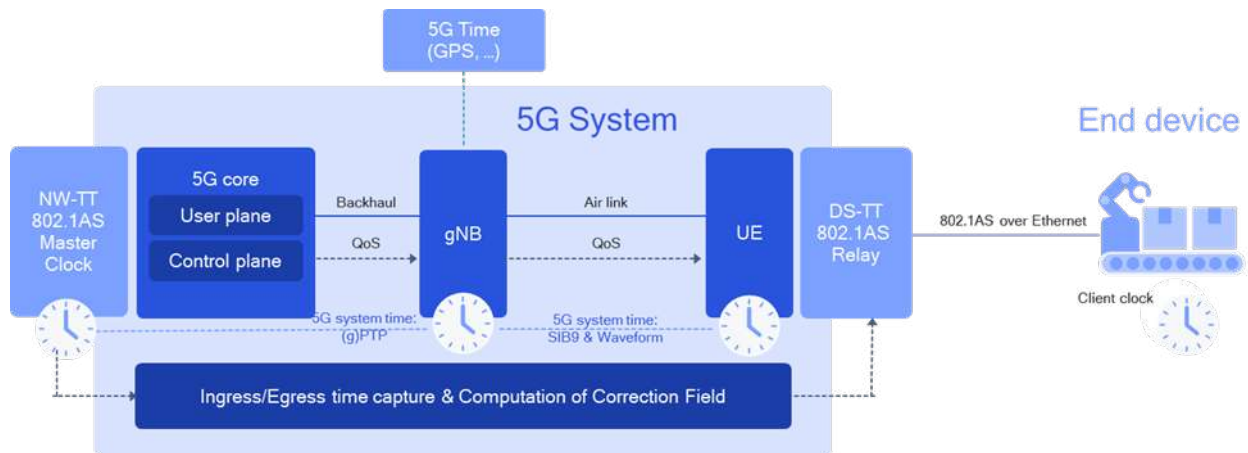 5G Time
(GPS, ...)
5G System
End device
NW-TT
802.1AS
Master
Clock
5G core
User plane
Control plane
Backhaul
QoS
gNB
Air link
QoS
UE
DS-TT
802.1AS
Relay
802.1AS over Ethernet
Client clock
5G system time:
(g)PTP
5G system time:
SIB9 & Waveform
Ingress/Egress time capture & Computation of Correction Field